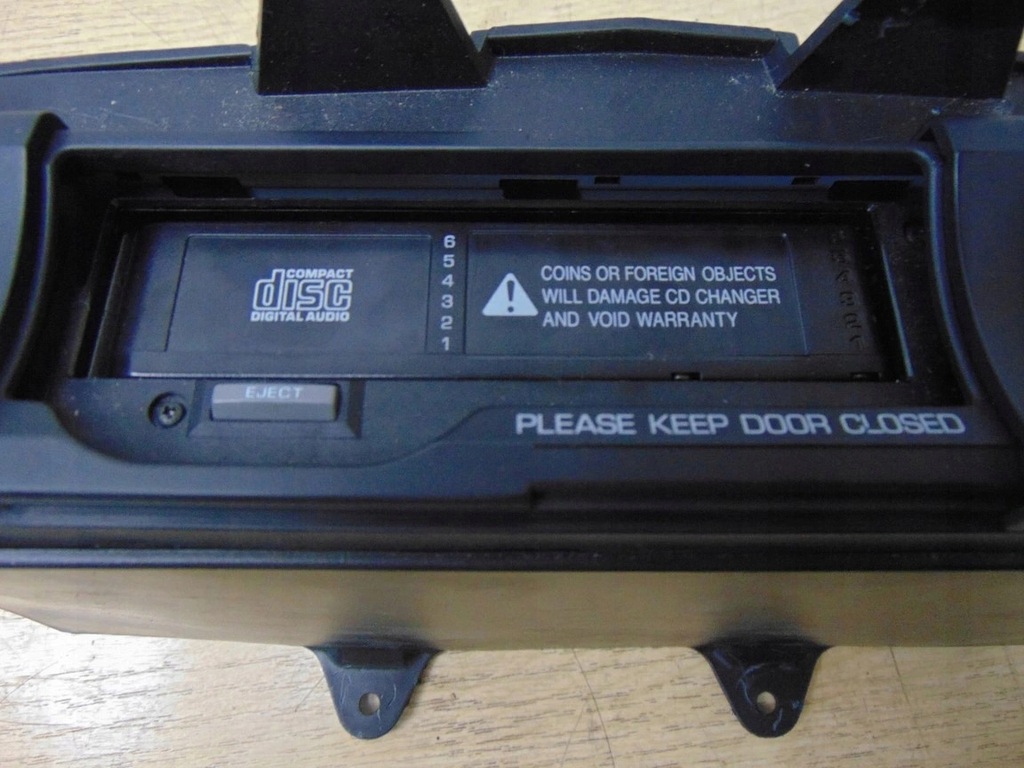 COMPACT
disc
DIGITAL AUDIO
6
5
4
3
2
1
COINS OR FOREIGN OBJECTS
WILL DAMAGE CD CHANGER
AND VOID WARRANTY
EJECT
PLEASE KEEP DOOR CLOSED